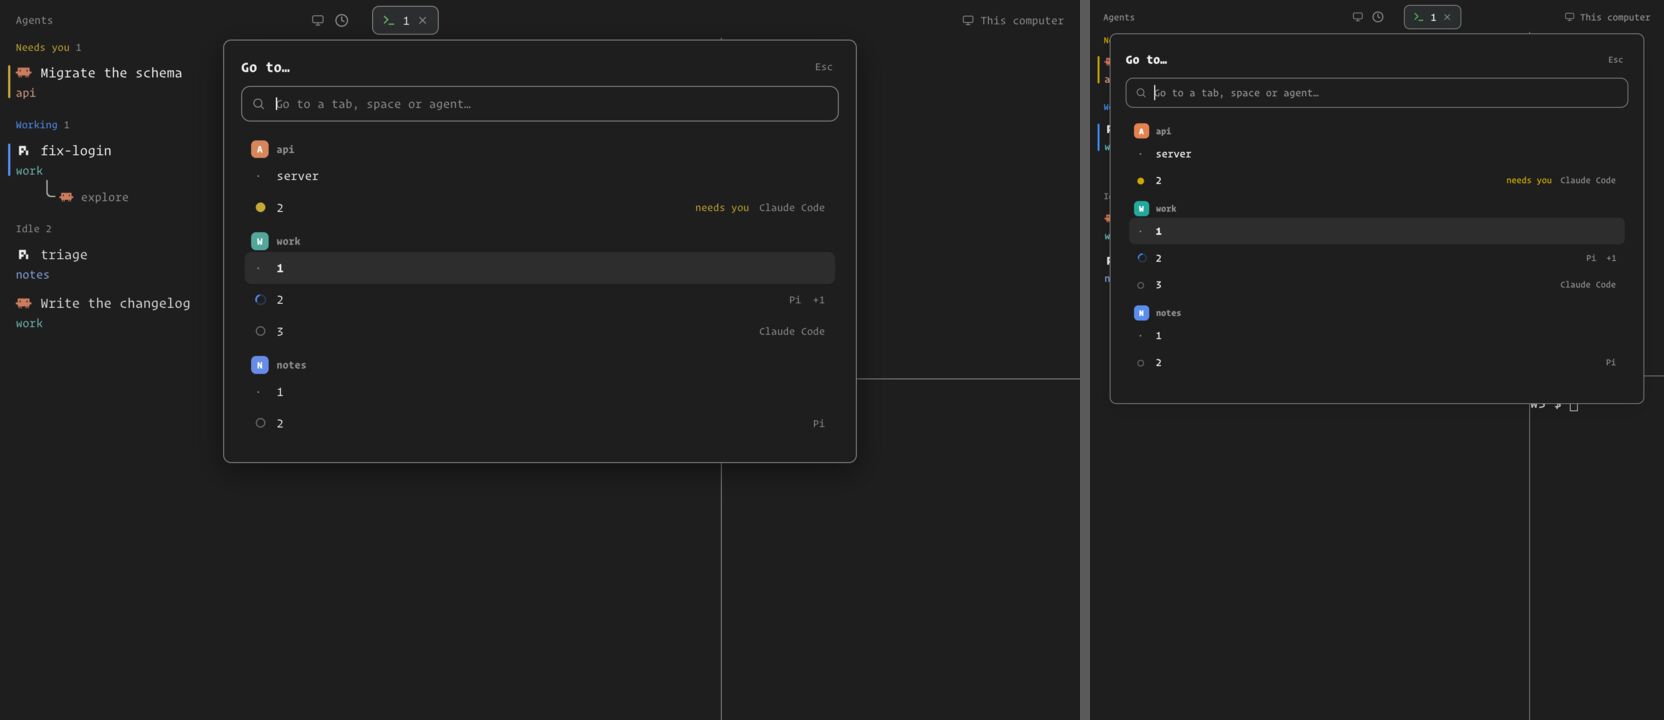 Agents
>_ 1 ×
This computer
Needs you 1
Migrate the schema
api
Working 1
fix-login
work
explore
Idle 2
triage
notes
Write the changelog
work
Go to…
Esc
Go to a tab, space or agent…
A api
· server
2 needs you Claude Code
W work
· 1
2 Pi +1
3 Claude Code
N notes
· 1
2 Pi
Agents
>_ 1 ×
This computer
Go to…
Esc
Go to a tab, space or agent…
A api
· server
2 needs you Claude Code
W work
· 1
2 Pi +1
3 Claude Code
N notes
· 1
2 Pi